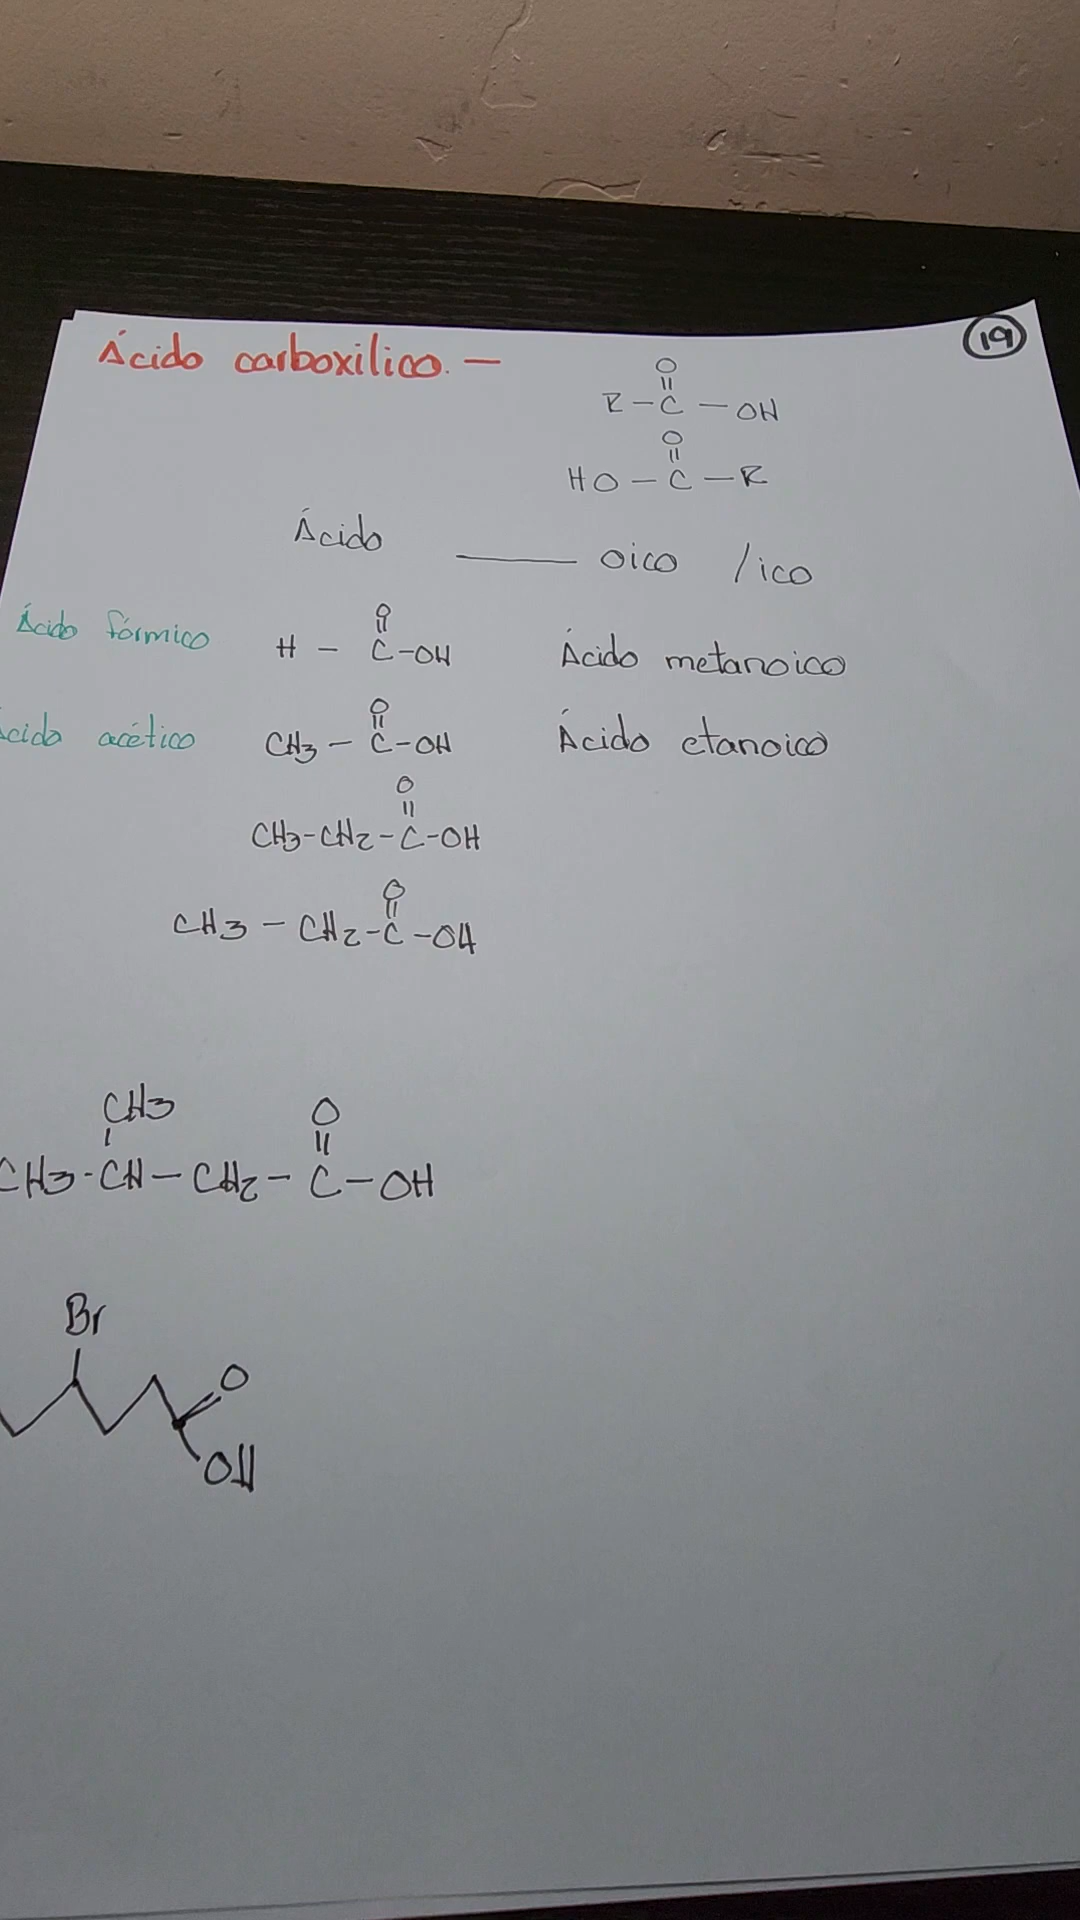 19
Ácido carboxilico. -
O
||
R - C - OH
O
||
HO - C - R
Ácido ______ oico /ico
O
||
Ácido fórmico H - C-OH Ácido metanoico
O
||
cido acético CH3 - C-OH Ácido etanoico
O
||
CH3-CH2-C-OH
O
||
CH3 - CH2-C-OH
CH3 O
| ||
CH3-CH-CH2-C-OH
Br
O
OH